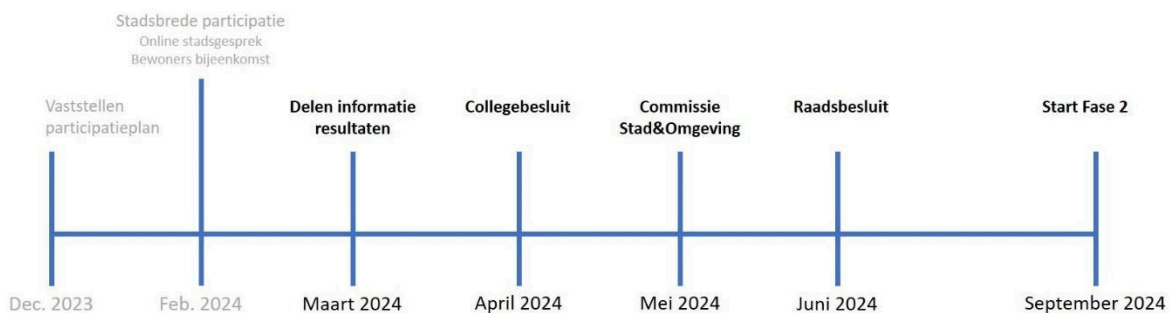 Stadsbrede participatie
Online stadsgesprek
Bewoners bijeenkomst
Vaststellen
participatieplan
Delen informatie
resultaten
Collegebesluit
Commissie
Stad&Omgeving
Raadsbesluit
Start Fase 2
Dec. 2023
Feb. 2024
Maart 2024
April 2024
Mei 2024
Juni 2024
September 2024